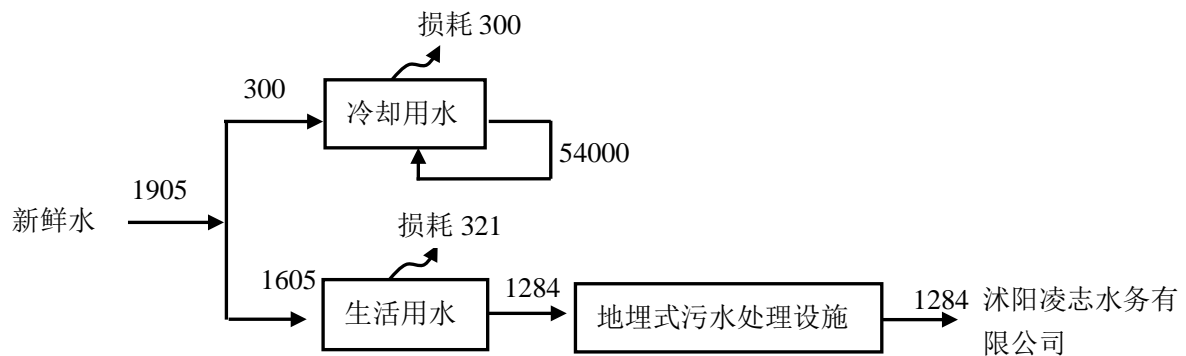 损耗 300
300
冷却用水
54000
1905
新鲜水
损耗 321
1605
生活用水
1284
地埋式污水处理设施
1284 沭阳凌志水务有
限公司